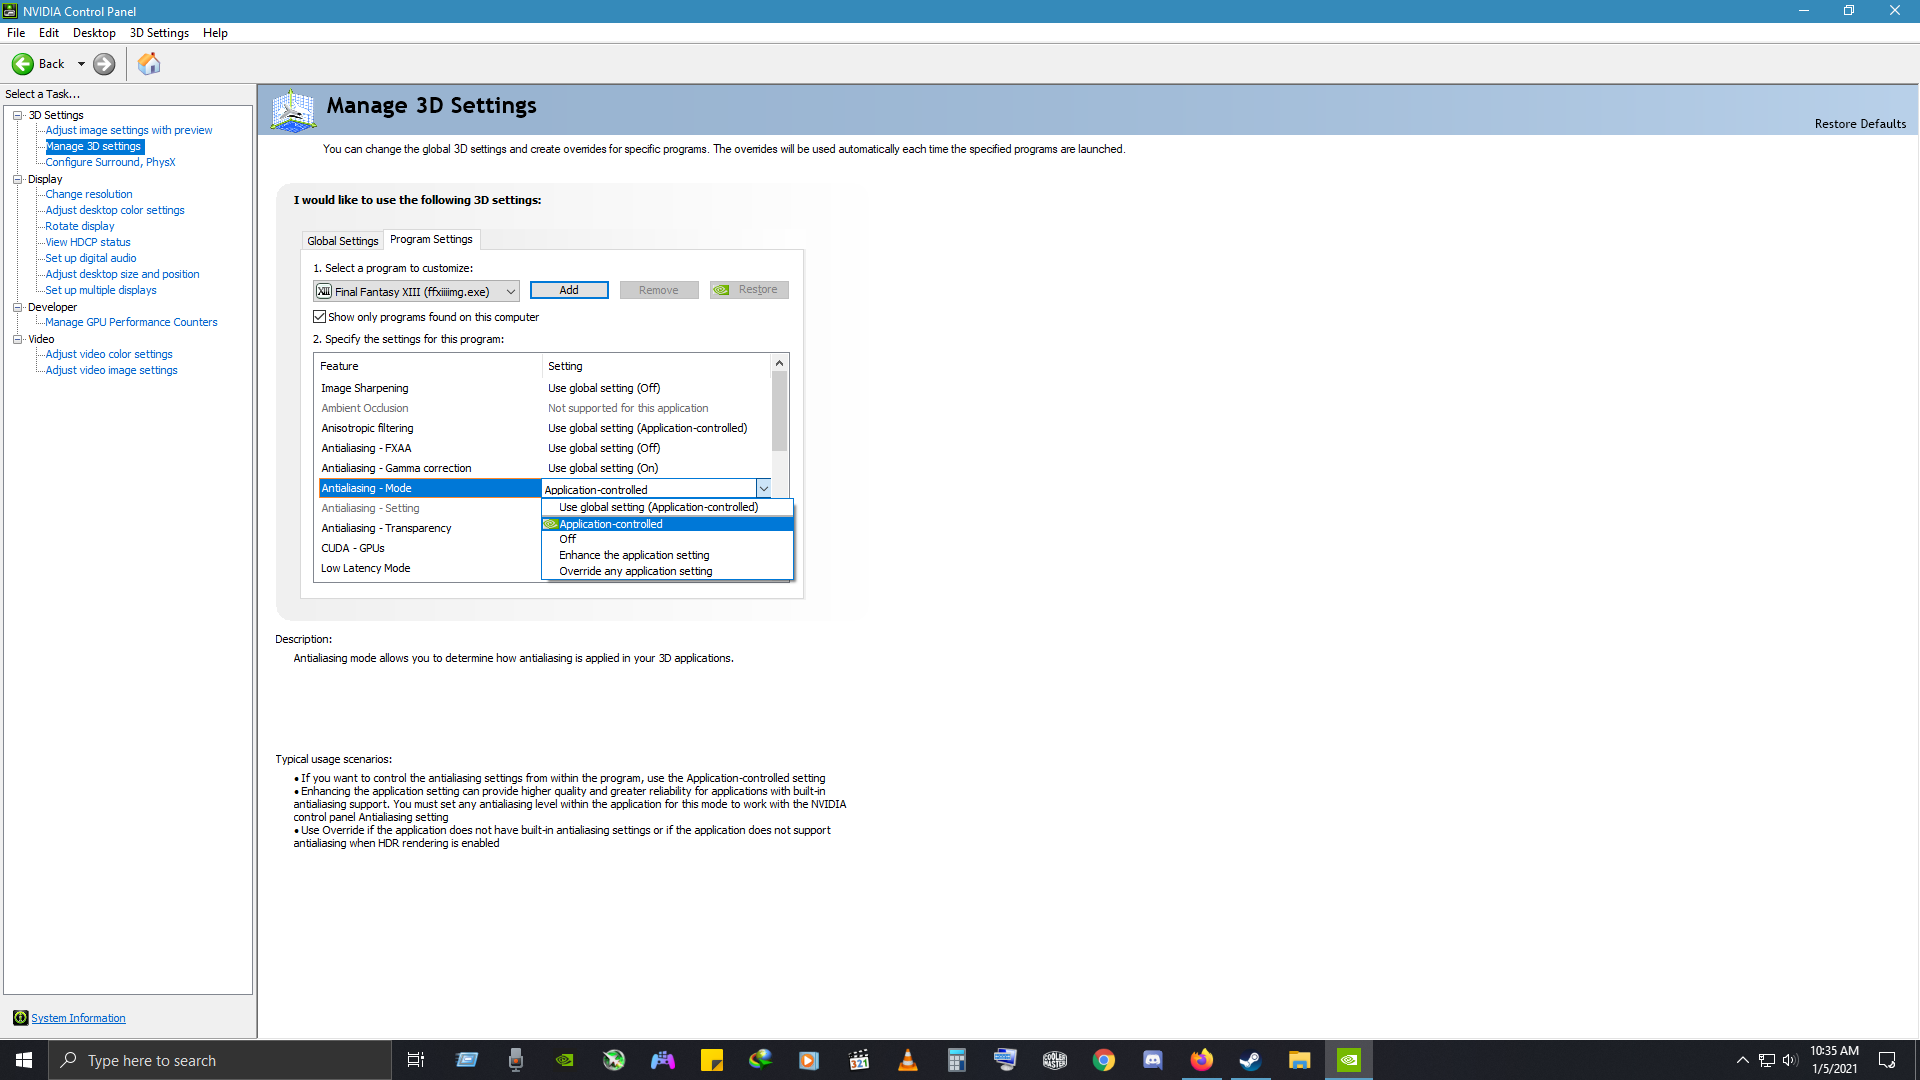 NVIDIA Control Panel
File Edit Desktop 3D Settings Help
Back
Select a Task...
3D Settings
Adjust image settings with preview
Manage 3D settings
Configure Surround, PhysX
Display
Change resolution
Adjust desktop color settings
Rotate display
View HDCP status
Set up digital audio
Adjust desktop size and position
Set up multiple displays
Developer
Manage GPU Performance Counters
Video
Adjust video color settings
Adjust video image settings
System Information
Manage 3D Settings
Restore Defaults
You can change the global 3D settings and create overrides for specific programs. The overrides will be used automatically each time the specified programs are launched.
I would like to use the following 3D settings:
Global Settings Program Settings
1. Select a program to customize:
XIII Final Fantasy XIII (ffxiiiimg.exe) Add Remove Restore
Show only programs found on this computer
2. Specify the settings for this program:
Feature Setting
Image Sharpening Use global setting (Off)
Ambient Occlusion Not supported for this application
Anisotropic filtering Use global setting (Application-controlled)
Antialiasing - FXAA Use global setting (Off)
Antialiasing - Gamma correction Use global setting (On)
Antialiasing - Mode Application-controlled
Antialiasing - Setting Use global setting (Application-controlled)
Antialiasing - Transparency Application-controlled
Off
CUDA - GPUs Enhance the application setting
Low Latency Mode Override any application setting
Description:
Antialiasing mode allows you to determine how antialiasing is applied in your 3D applications.
Typical usage scenarios:
• If you want to control the antialiasing settings from within the program, use the Application-controlled setting
• Enhancing the application setting can provide higher quality and greater reliability for applications with built-in
antialiasing support. You must set any antialiasing level within the application for this mode to work with the NVIDIA
control panel Antialiasing setting
• Use Override if the application does not have built-in antialiasing settings or if the application does not support
antialiasing when HDR rendering is enabled
Type here to search
321
COOLER MASTER
10:35 AM
1/5/2021